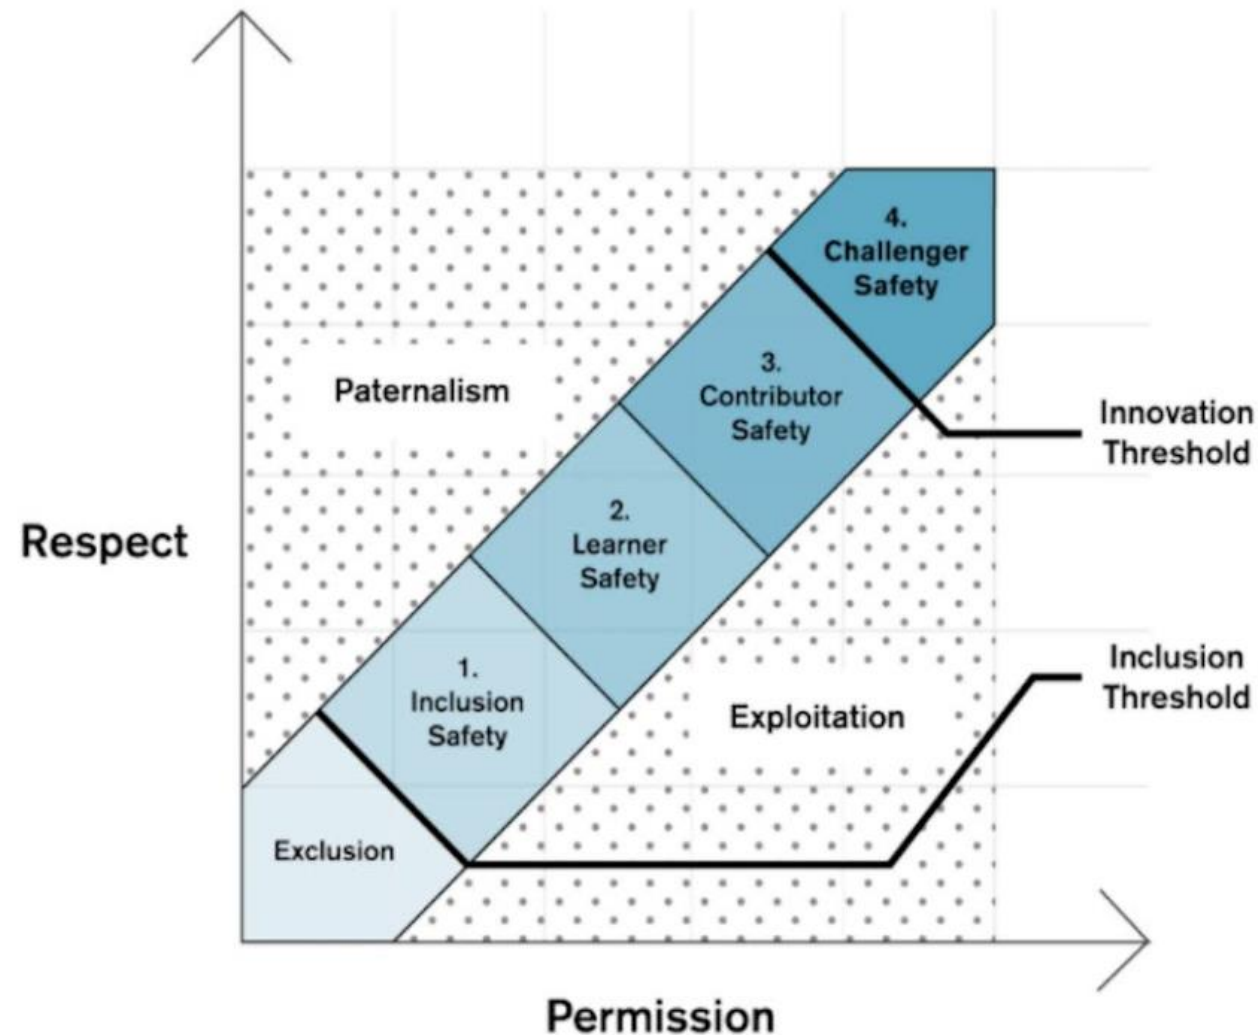 4.
Challenger
Safety
3.
Contributor
Safety
Paternalism
Innovation
Threshold
2.
Learner
Safety
Respect
1.
Inclusion
Safety
Exploitation
Inclusion
Threshold
Exclusion
Permission